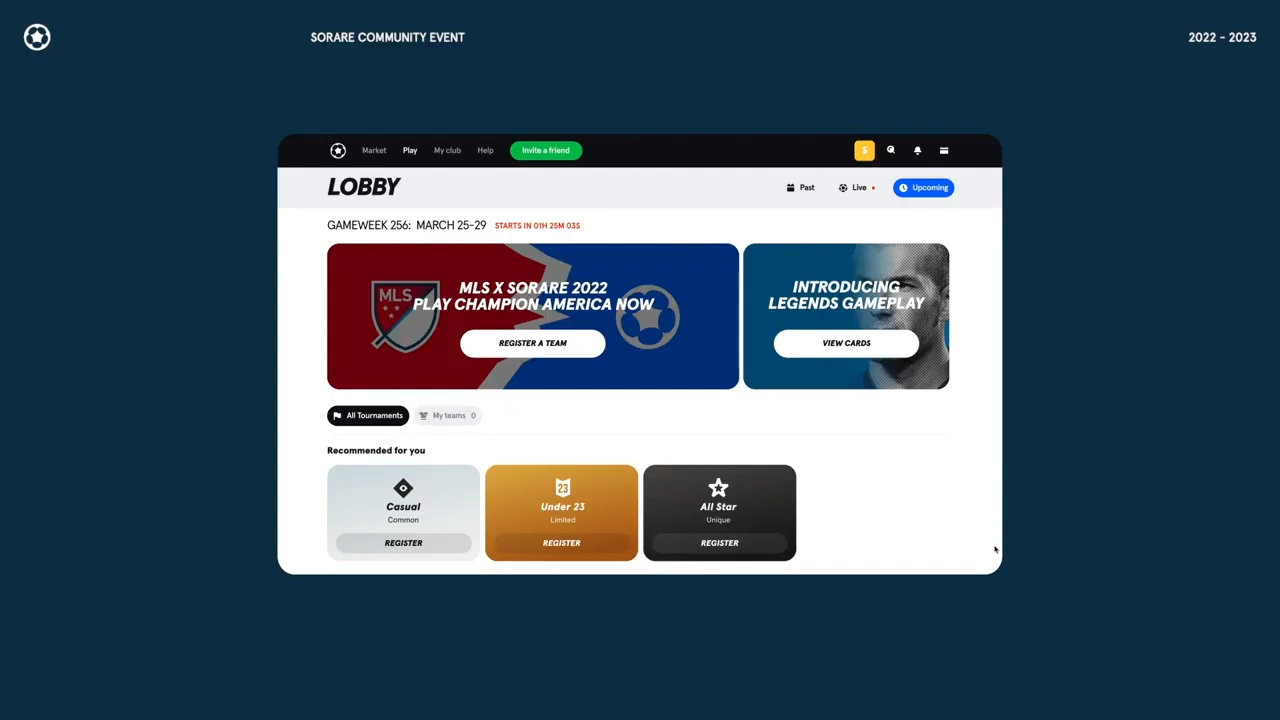 SORARE COMMUNITY EVENT
2022 - 2023
Market Play My club Help Invite a friend S
LOBBY
Past Live Upcoming
GAMEWEEK 256: MARCH 25-29 STARTS IN 01H 25M 03S
MLS
MLS X SORARE 2022
PLAY CHAMPION AMERICA NOW
REGISTER A TEAM
INTRODUCING
LEGENDS GAMEPLAY
VIEW CARDS
All Tournaments My teams 0
Recommended for you
Casual
Common
REGISTER
23
Under 23
Limited
REGISTER
All Star
Unique
REGISTER